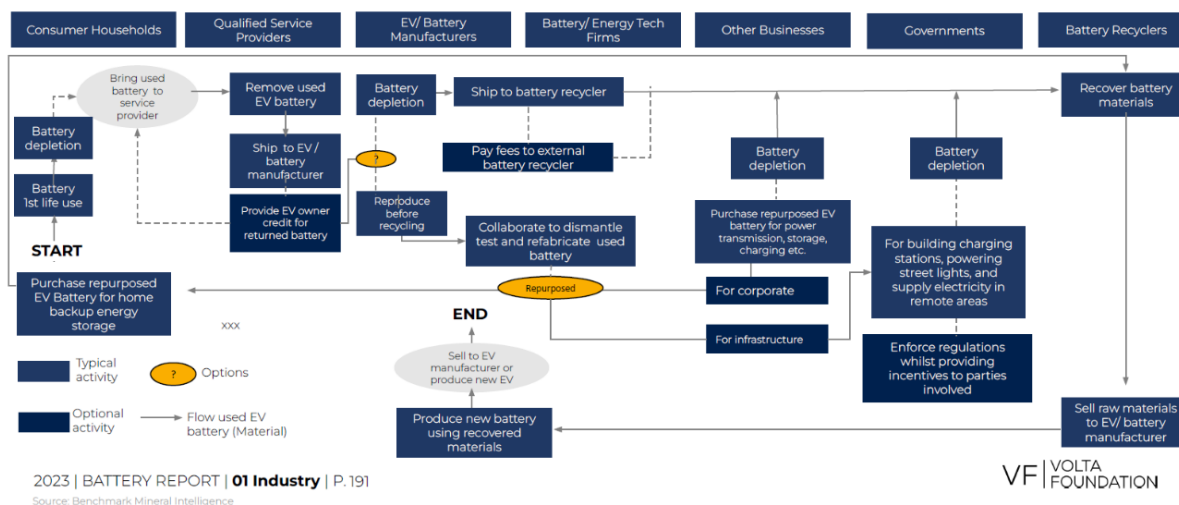 Consumer Households
Qualified Service
Providers
EV/ Battery
Manufacturers
Battery/ Energy Tech
Firms
Other Businesses
Governments
Battery Recyclers
Bring used
battery to
service
provider
Remove used
EV battery
Battery
depletion
Ship to battery recycler
Recover battery
materials
Battery
depletion
Ship to EV /
battery
manufacturer
?
Pay fees to external
battery recycler
Battery
depletion
Battery
depletion
Battery
1st life use
Provide EV owner
credit for
returned battery
Reproduce
before
recycling
Collaborate to dismantle
test and refabricate used
battery
Purchase repurposed EV
battery for power
transmission, storage,
charging etc.
For building charging
stations, powering
street lights, and
supply electricity in
remote areas
START
Purchase repurposed
EV Battery for home
backup energy
storage
Repurposed
For corporate
xxx
END
For infrastructure
Enforce regulations
whilst providing
incentives to parties
involved
Typical
activity
?
Options
Sell to EV
manufacturer or
produce new EV
Optional
activity
Flow used EV
battery (Material)
Produce new battery
using recovered
materials
Sell raw materials
to EV/ battery
manufacturer
2023 | BATTERY REPORT | 01 Industry | P. 191
Source: Benchmark Mineral Intelligence
VF | VOLTA
FOUNDATION